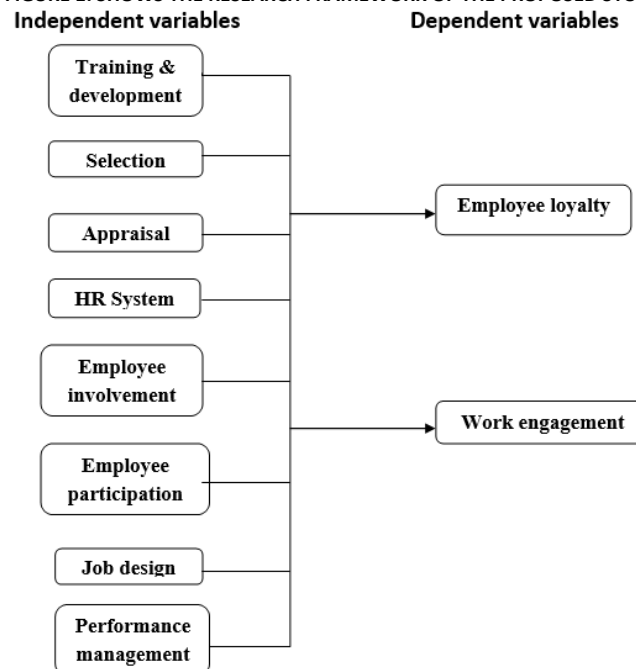 Independent variables
Dependent variables
Training &
development
Selection
Appraisal
HR System
Employee
involvement
Employee
participation
Job design
Performance
management
Employee loyalty
Work engagement